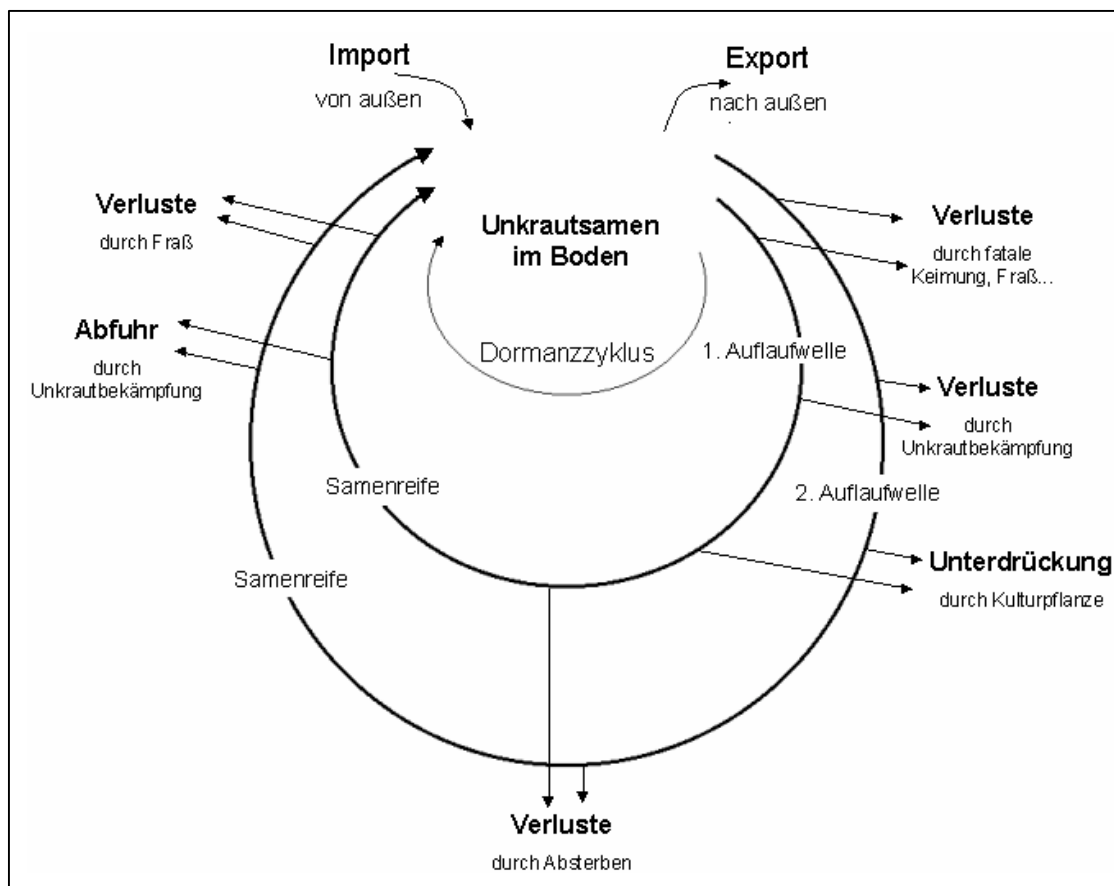 Import
von außen
Export
nach außen
Verluste
durch Fraß
Unkrautsamen
im Boden
Verluste
durch fatale
Keimung, Fraß...
Abfuhr
durch
Unkrautbekämpfung
Dormanzzyklus
1. Auflaufwelle
Verluste
durch
Unkrautbekämpfung
Samenreife
2. Auflaufwelle
Samenreife
Unterdrückung
durch Kulturpflanze
Verluste
durch Absterben